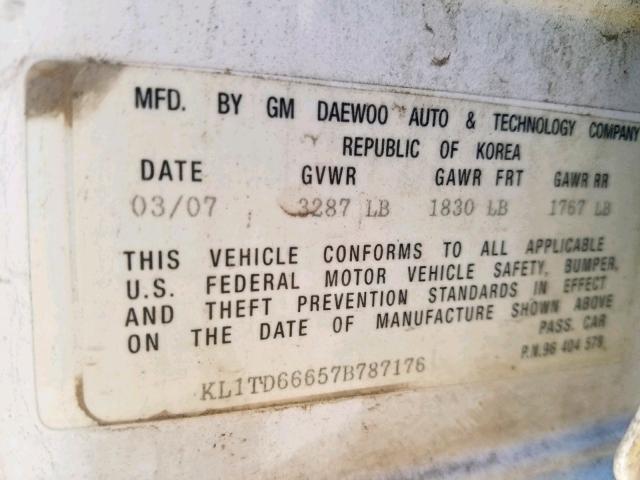 MFD. BY GM DAEWOO AUTO & TECHNOLOGY COMPANY
REPUBLIC OF KOREA
DATE GVWR GAWR FRT GAWR RR
03/07 3287 LB 1830 LB 1767 LB
THIS VEHICLE CONFORMS TO ALL APPLICABLE
U.S. FEDERAL MOTOR VEHICLE SAFETY, BUMPER,
AND THEFT PREVENTION STANDARDS IN EFFECT
ON THE DATE OF MANUFACTURE SHOWN ABOVE
PASS. CAR
KL1TD66657B787176 P.N.96 404 578